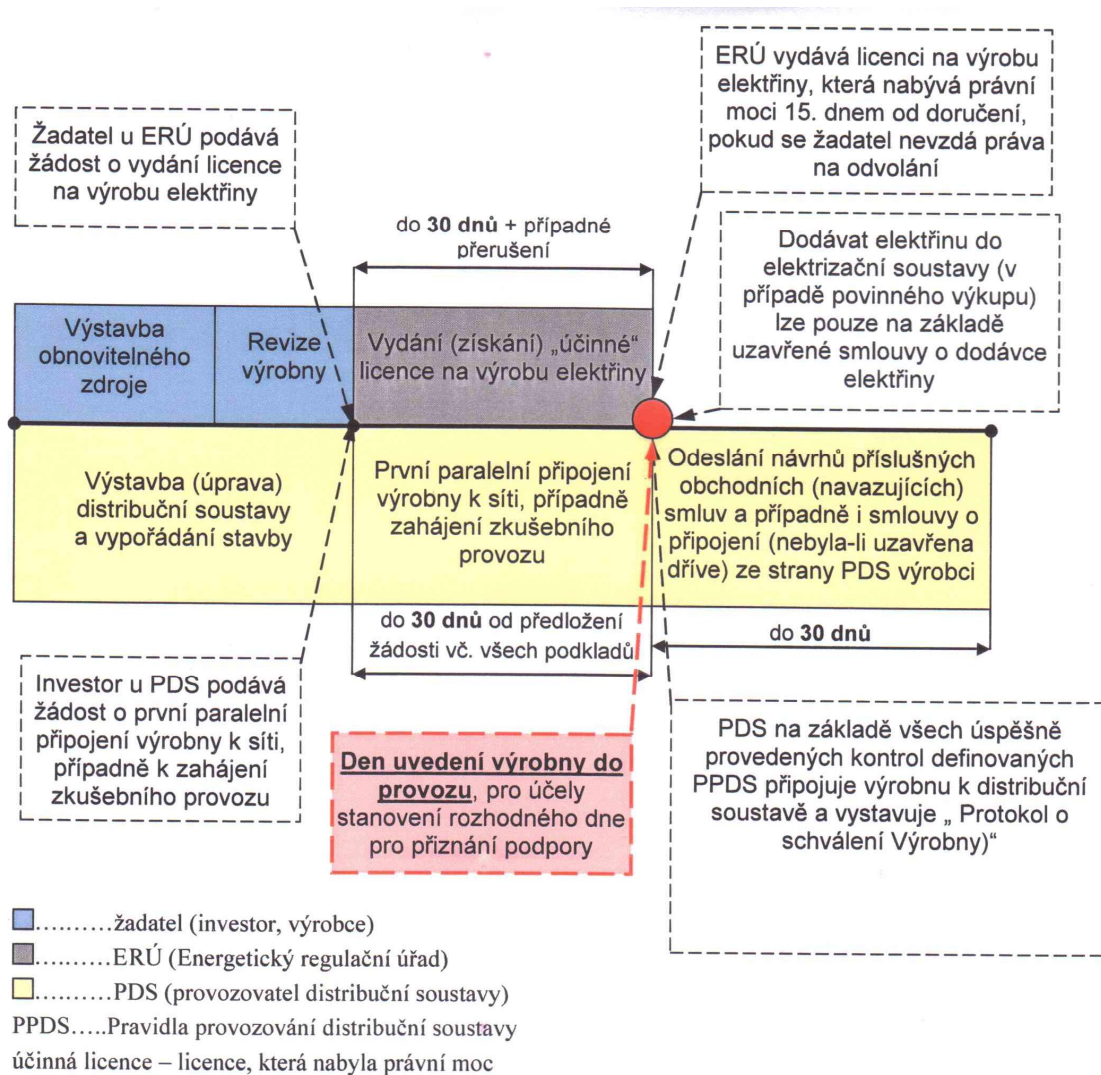 ERÚ vydává licenci na výrobu
elektřiny, která nabývá právní
moci 15. dnem od doručení,
pokud se žadatel nevzdá práva
na odvolání
Žadatel u ERÚ podává
žádost o vydání licence
na výrobu elektřiny
do 30 dnů + případné
přerušení
Dodávat elektřinu do
elektrizační soustavy (v
případě povinného výkupu)
lze pouze na základě
uzavřené smlouvy o dodávce
elektřiny
Výstavba
obnovitelného
zdroje
Revize
výrobny
Vydání (získání) „účinné“
licence na výrobu elektřiny
Výstavba (úprava)
distribuční soustavy
a vypořádání stavby
První paralelní připojení
výrobny k síti, případně
zahájení zkušebního
provozu
Odeslání návrhů příslušných
obchodních (navazujících)
smluv a případně i smlouvy o
připojení (nebyla-li uzavřena
dříve) ze strany PDS výrobci
do 30 dnů od předložení
žádosti vč. všech podkladů
do 30 dnů
Investor u PDS podává
žádost o první paralelní
připojení výrobny k síti,
případně k zahájení
zkušebního provozu
Den uvedení výrobny do
provozu, pro účely
stanovení rozhodného dne
pro přiznání podpory
PDS na základě všech úspěšně
provedených kontrol definovaných
PPDS připojuje výrobnu k distribuční
soustavě a vystavuje „ Protokol o
schválení Výrobny)“
..........žadatel (investor, výrobce)
..........ERÚ (Energetický regulační úřad)
..........PDS (provozovatel distribuční soustavy)
PPDS.....Pravidla provozování distribuční soustavy
účinná licence – licence, která nabyla právní moc